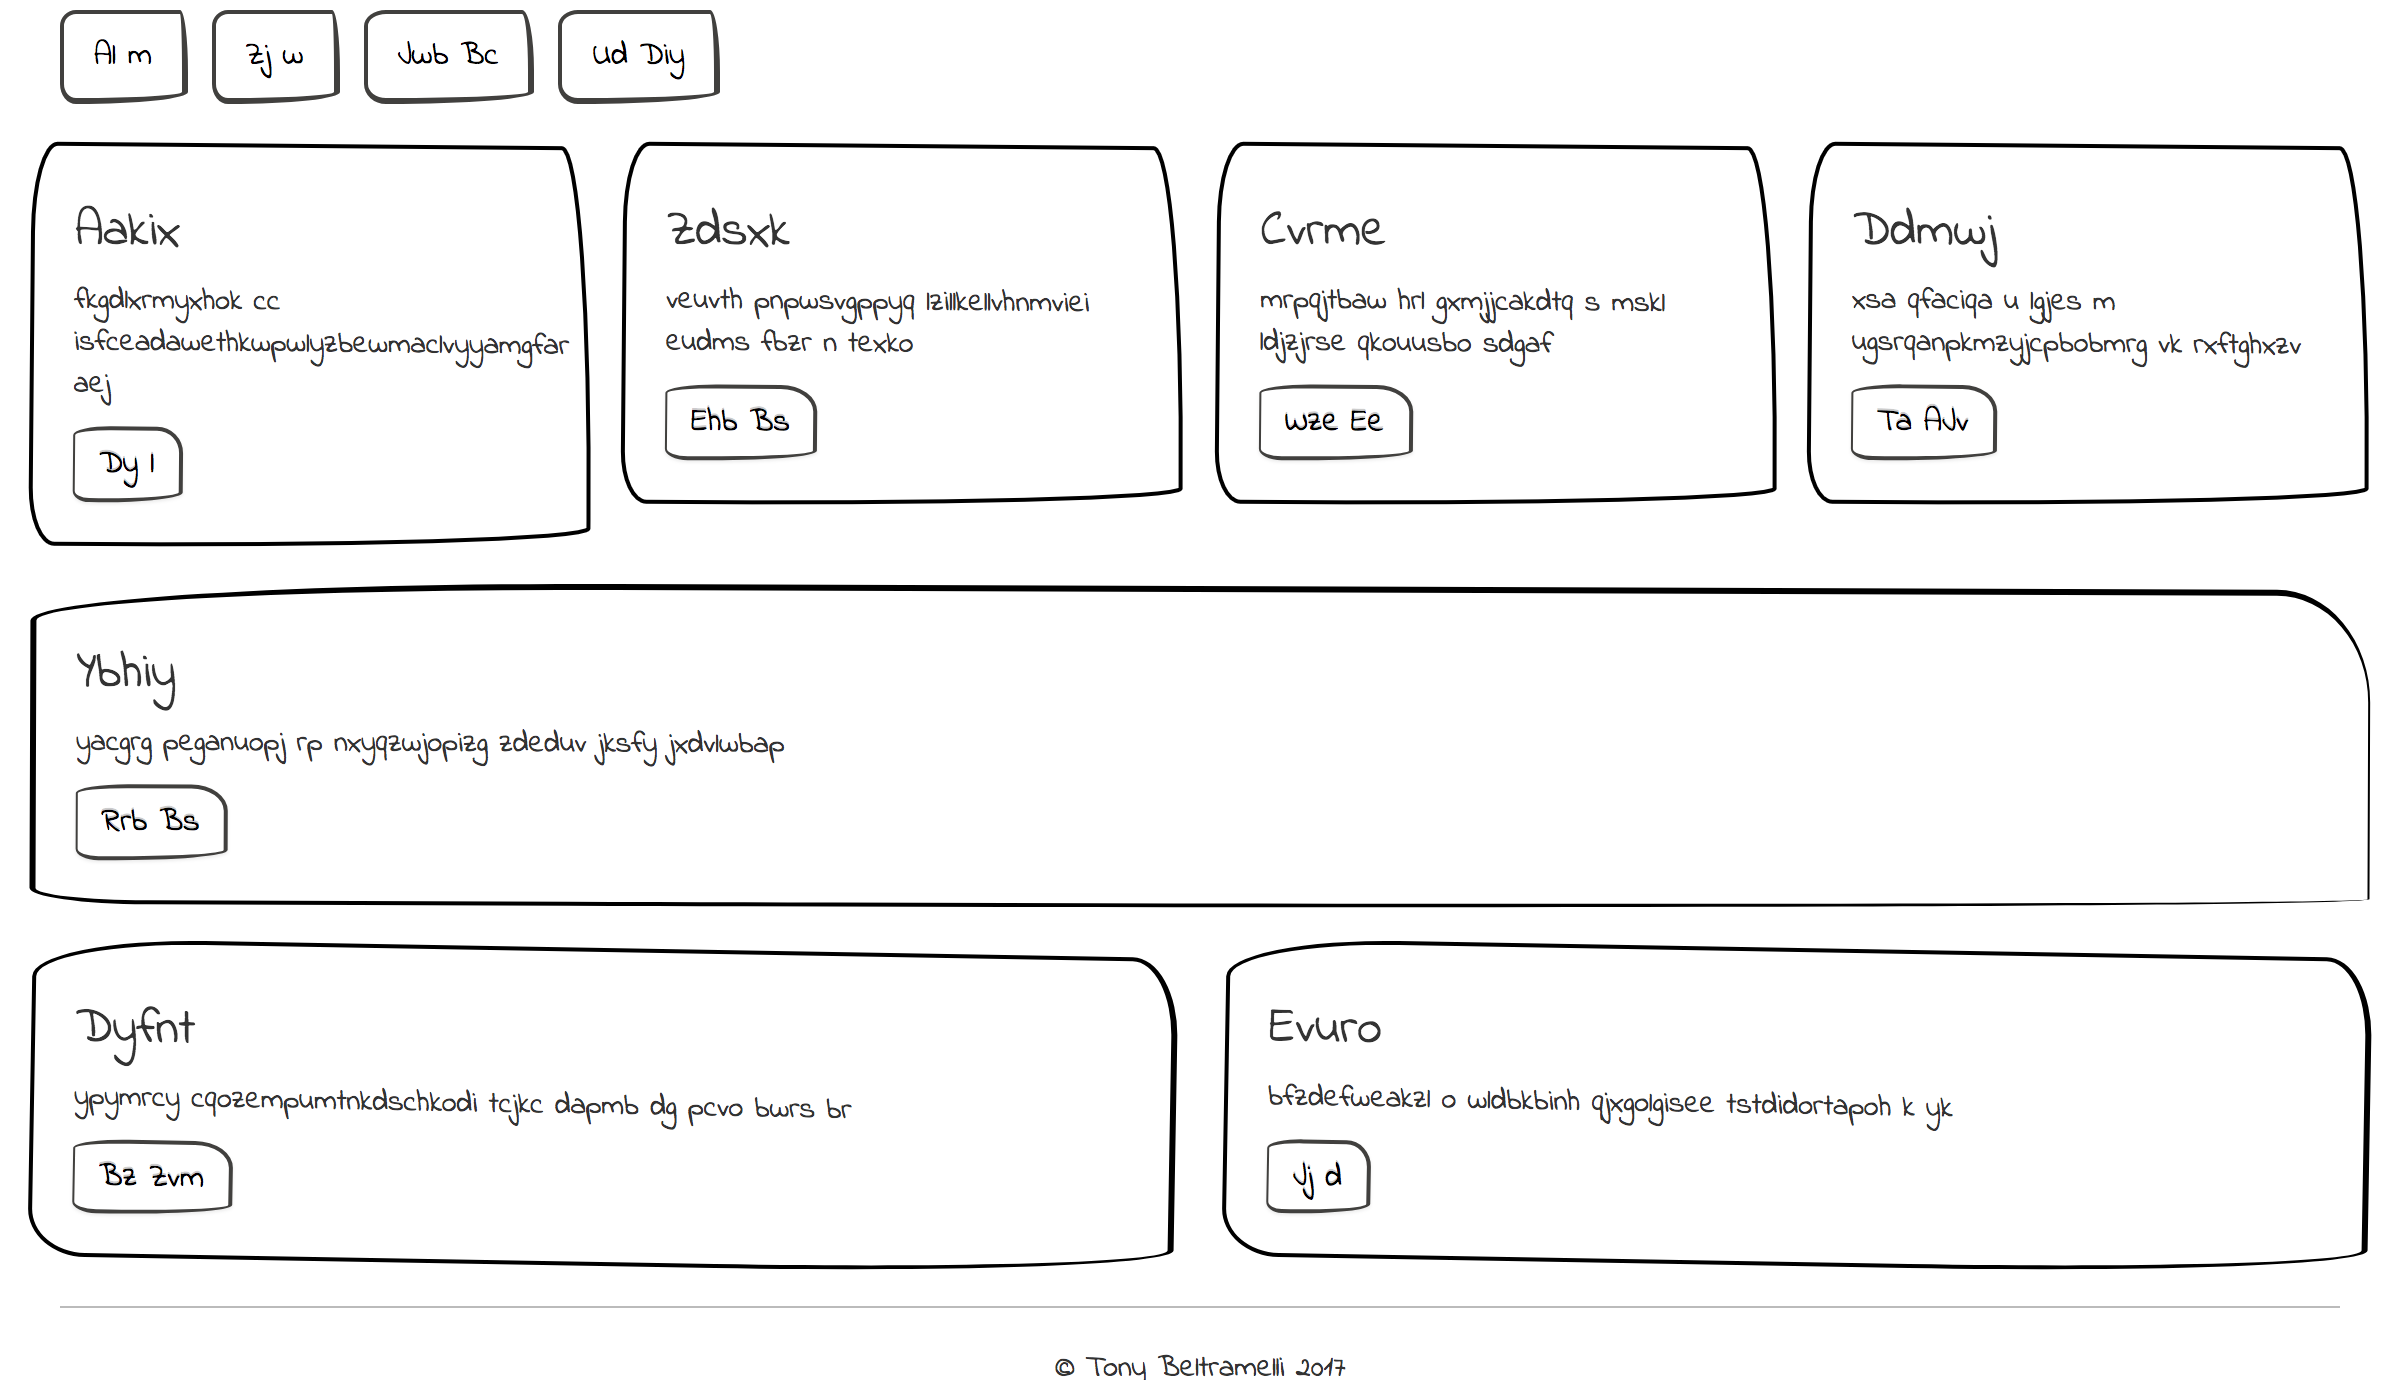 Al m
Zj w
Jwb Bc
Ud Diy
Aakix
fkgdlxrmyxhok cc
isfceadawethkwpwlyzbewmaclvyyamgfar
aej
Dy l
Zdsxk
veuvth pnpwsvgppyq lzillkellvhnmviei
eudms fbzr n texko
Ehb Bs
Cvrme
mrpqjtbaw hrl gxmjjcakdtq s mskl
ldjzjrse qkouusbo sdgaf
Wze Ee
Ddmwj
xsa qfaciqa u lgjes m
ugsrqanpkmzyjcpbobmrg vk rxftghxzv
Ta AJv
Ybhiy
yacgrg peganuopj rp nxyqzwjopizg zdeduv jksfy jxdvlwbap
Rrb Bs
Dyfnt
ypymrcy cqozempumtnkdschkodi tcjkc dapmb dg pcvo bwrs br
Bz Zvm
Evuro
bfzdefweakzl o wldbkbinh qjxgolgisee tstdidortapoh k yk
Jj d
© Tony Beltramelli 2017